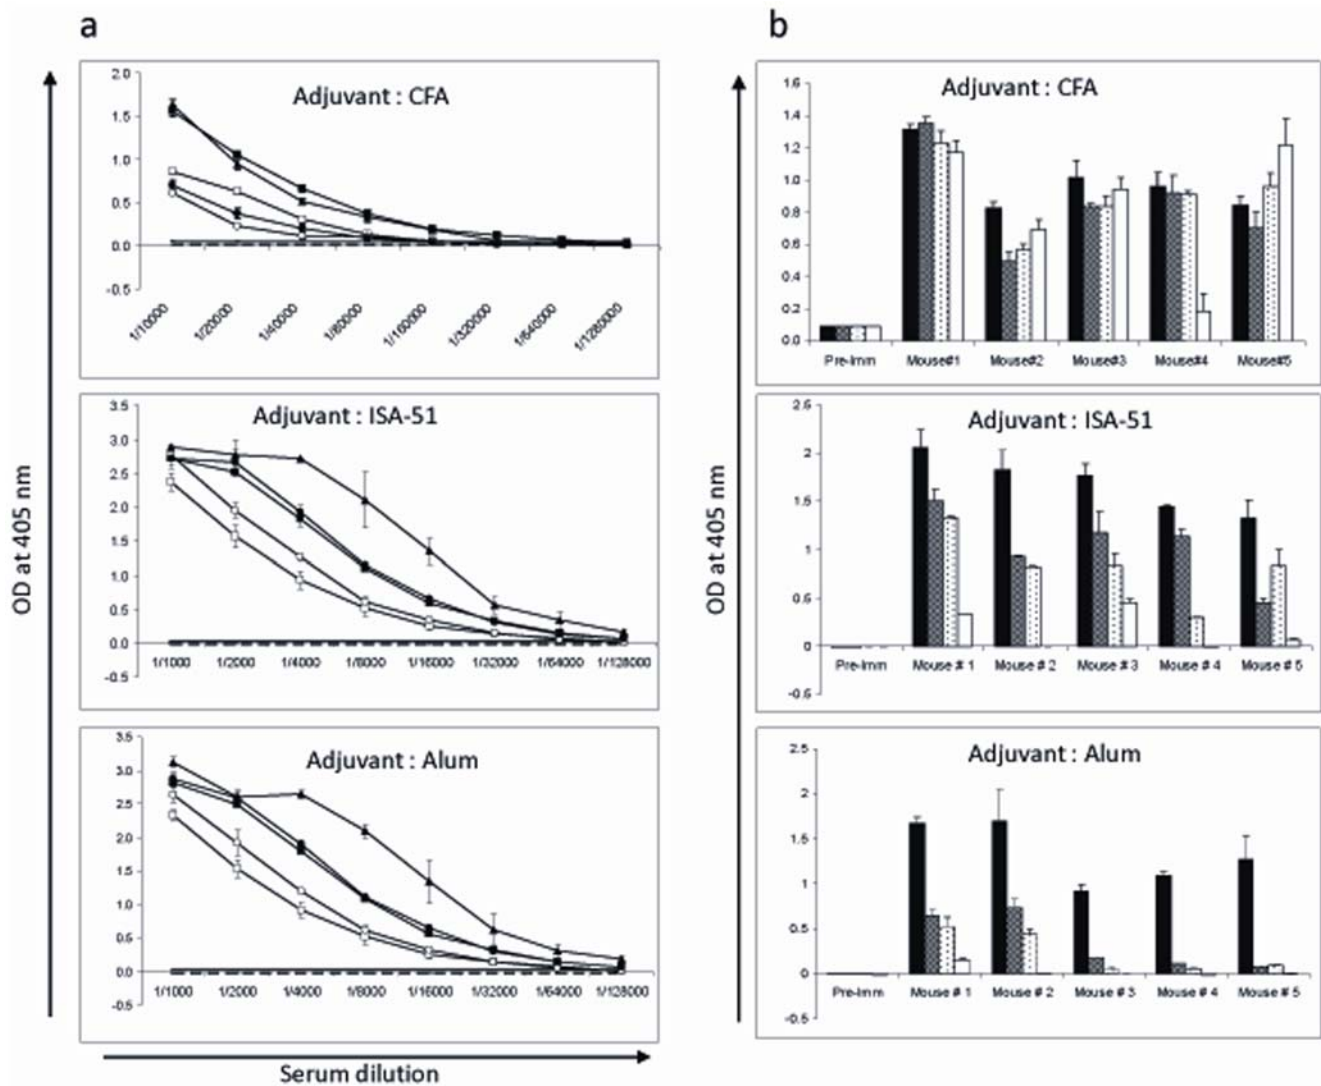 a
b
OD at 405 nm
Adjuvant : CFA
2.0
1.5
1.0
0.5
0.0
-0.5
1/10000 1/20000 1/40000 1/80000 1/160000 1/320000 1/640000 1/1280000
Adjuvant : ISA-51
3.5
3.0
2.5
2.0
1.5
1.0
0.5
0.0
-0.5
1/1000 1/2000 1/4000 1/8000 1/16000 1/32000 1/64000 1/128000
Adjuvant : Alum
3.5
3.0
2.5
2.0
1.5
1.0
0.5
0.0
-0.5
1/1000 1/2000 1/4000 1/8000 1/16000 1/32000 1/64000 1/128000
Serum dilution
OD at 405 nm
Adjuvant : CFA
1.6
1.4
1.2
1.0
0.8
0.6
0.4
0.2
0.0
Pre-Imm Mouse#1 Mouse#2 Mouse#3 Mouse#4 Mouse#5
Adjuvant : ISA-51
2.5
2
1.5
1
0.5
0
-0.5
Pre-Imm Mouse # 1 Mouse # 2 Mouse # 3 Mouse # 4 Mouse # 5
Adjuvant : Alum
2.5
2
1.5
1
0.5
0
-0.5
Pre-Imm Mouse # 1 Mouse # 2 Mouse # 3 Mouse # 4 Mouse # 5